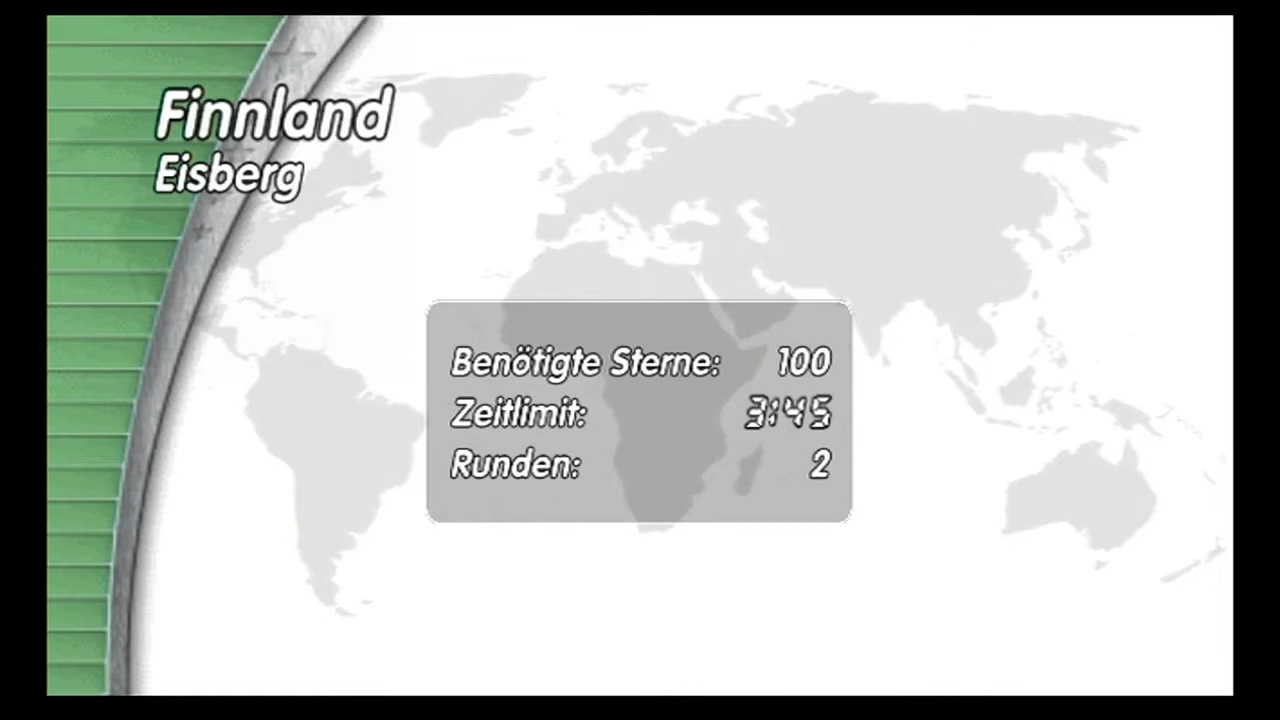 Finnland
Eisberg
Benötigte Sterne: 100
Zeitlimit: 3:45
Runden: 2